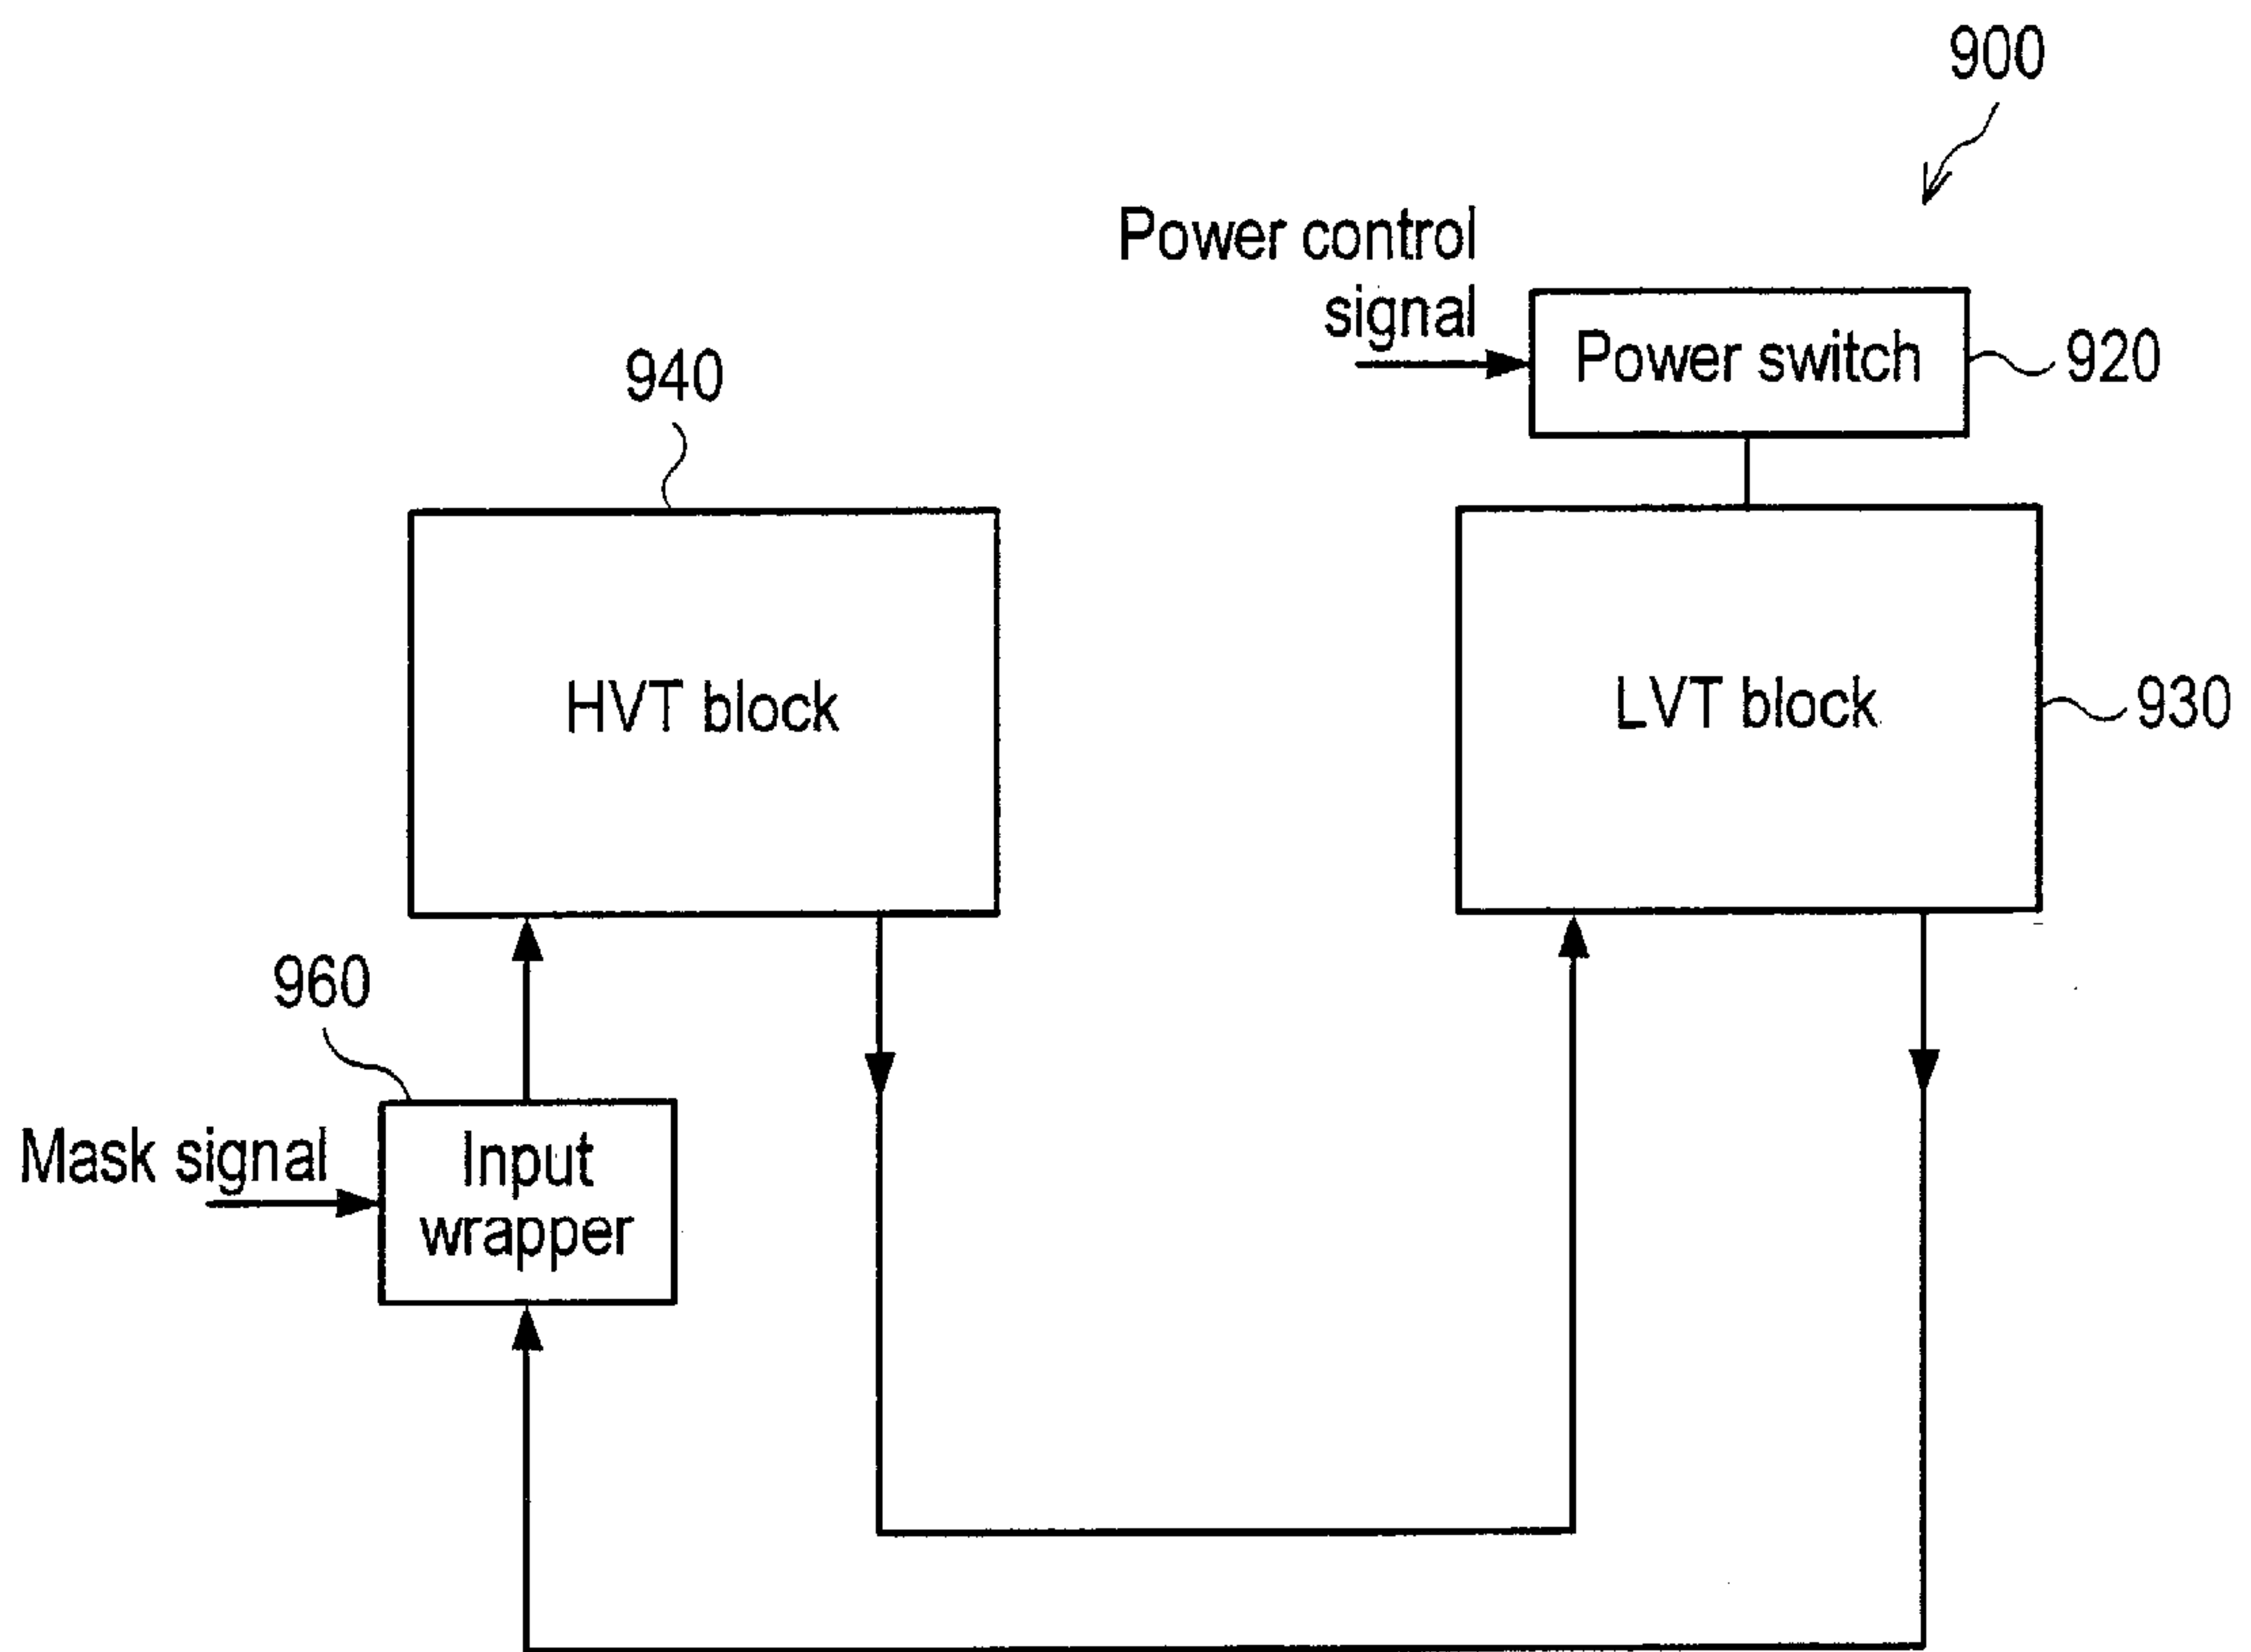 900
Power control
signal
Power switch
920
940
HVT block
LVT block
930
960
Mask signal
Input
wrapper